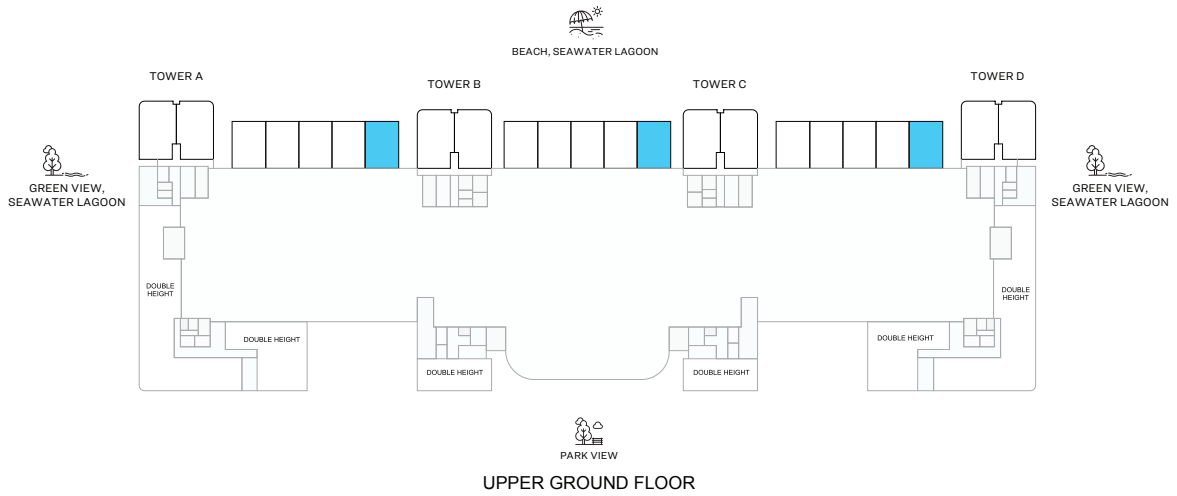 BEACH, SEAWATER LAGOON
TOWER A
TOWER B
TOWER C
TOWER D
GREEN VIEW,
SEAWATER LAGOON
GREEN VIEW,
SEAWATER LAGOON
DOUBLE
HEIGHT
DOUBLE
HEIGHT
DOUBLE HEIGHT
DOUBLE HEIGHT
DOUBLE HEIGHT
DOUBLE HEIGHT
PARK VIEW
UPPER GROUND FLOOR